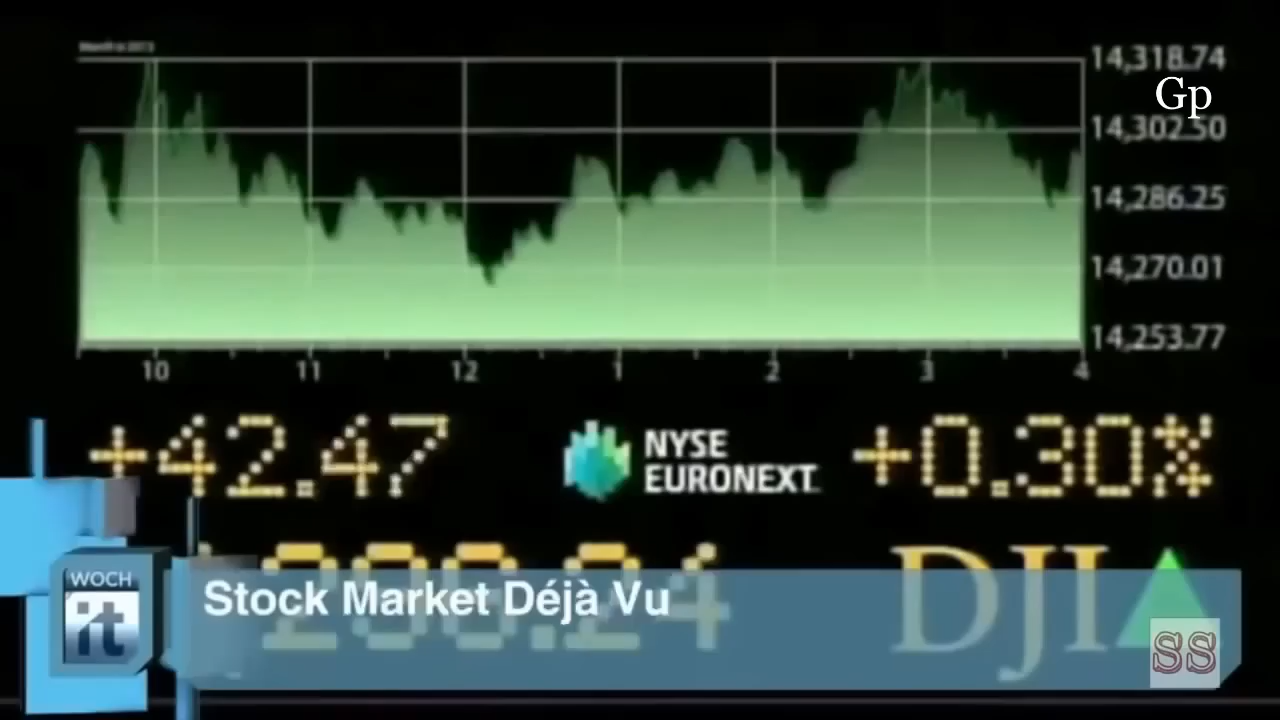 14,318.74
Gp
14,302.50
14,286.25
14,270.01
14,253.77
10 11 12 1 2 3 4
+42.47 NYSE EURONEXT. +0.30%
DJI
WOCH it
Stock Market Déjà Vu
SS